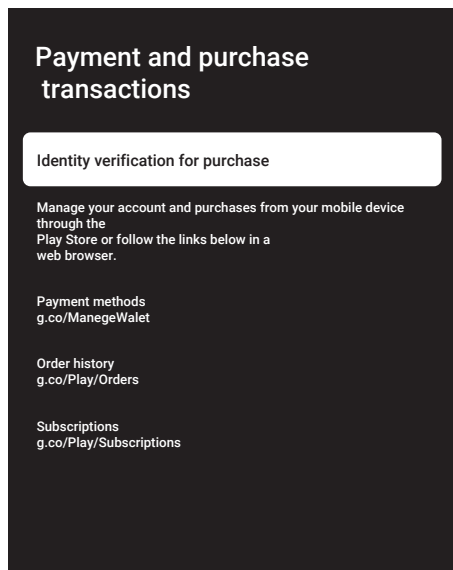 Payment and purchase
transactions
Identity verification for purchase
Manage your account and purchases from your mobile device
through the
Play Store or follow the links below in a
web browser.
Payment methods
g.co/ManegeWalet
Order history
g.co/Play/Orders
Subscriptions
g.co/Play/Subscriptions